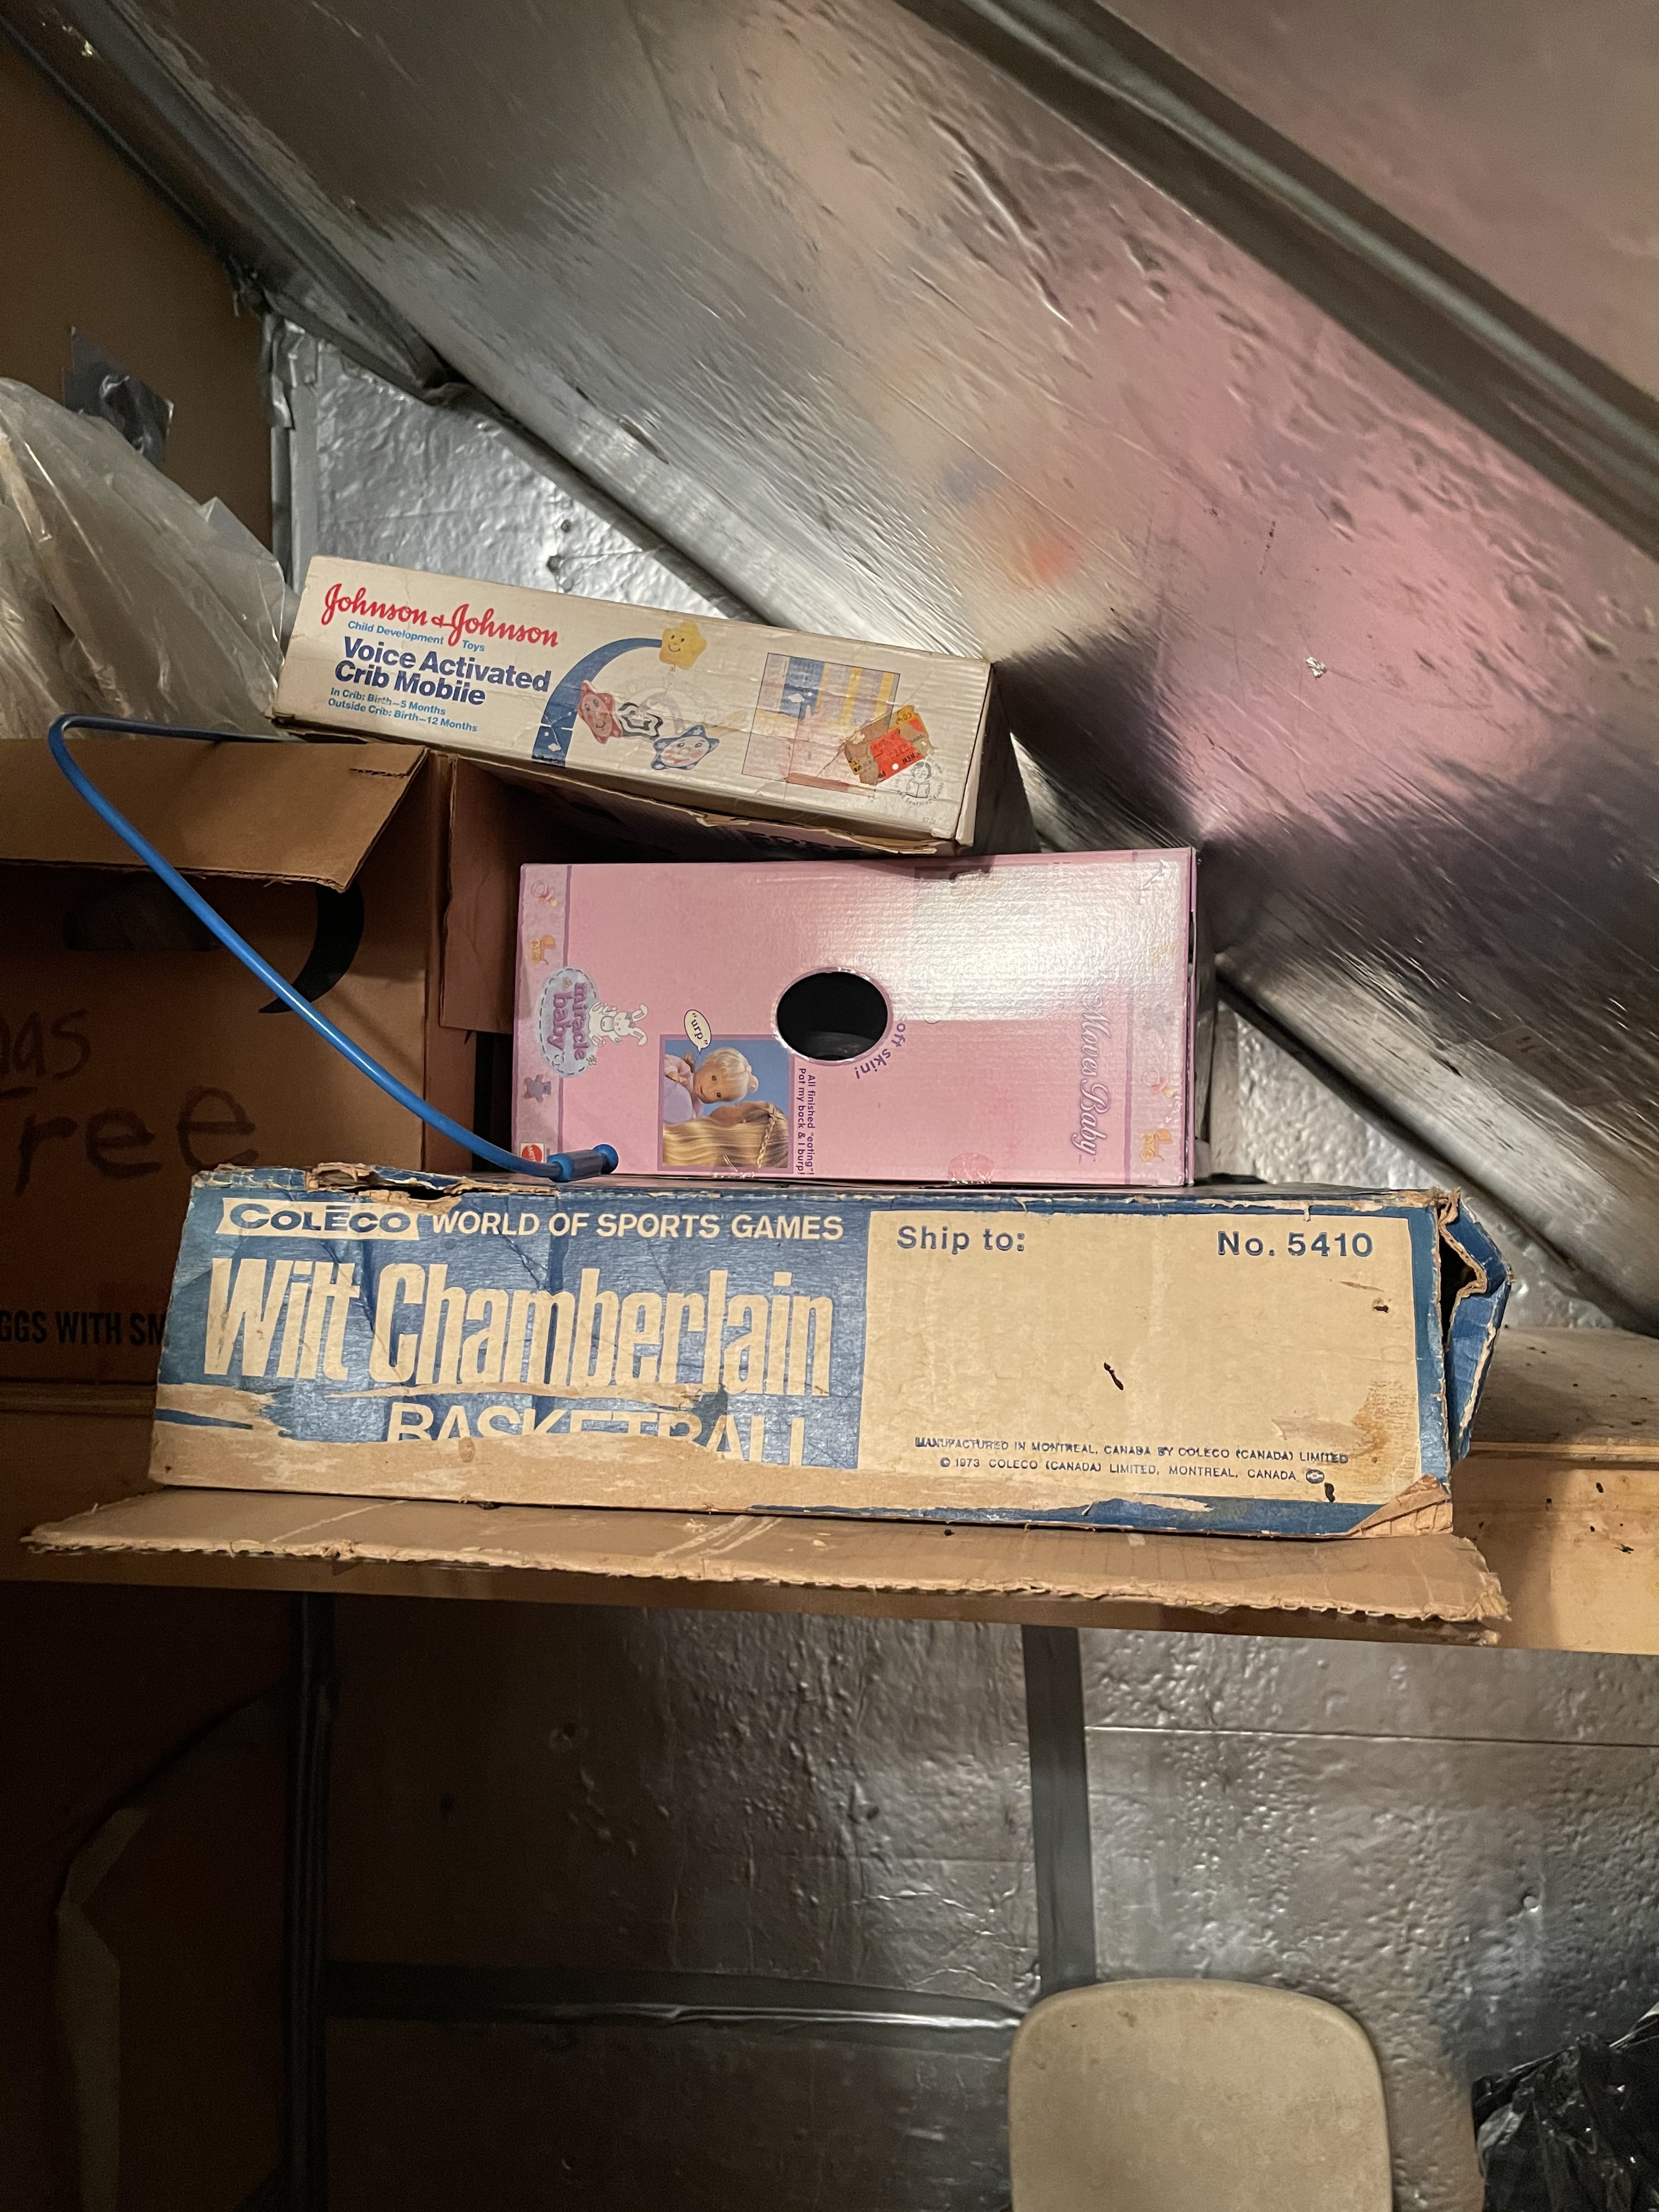 Johnson & Johnson
Child Development Toys
Voice Activated
Crib Mobile
In Crib: Birth–5 Months
Outside Crib: Birth–12 Months
miracle
baby
"urp"
All finished "eating"!
Pat my back & I burp!
oft skin!
Moves Baby
as
ree
GGS WITH SM
COLECO WORLD OF SPORTS GAMES
Wilt Chamberlain
BASKETBALL
Ship to:
No. 5410
MANUFACTURED IN MONTREAL, CANADA BY COLECO (CANADA) LIMITED
© 1973 COLECO (CANADA) LIMITED, MONTREAL, CANADA